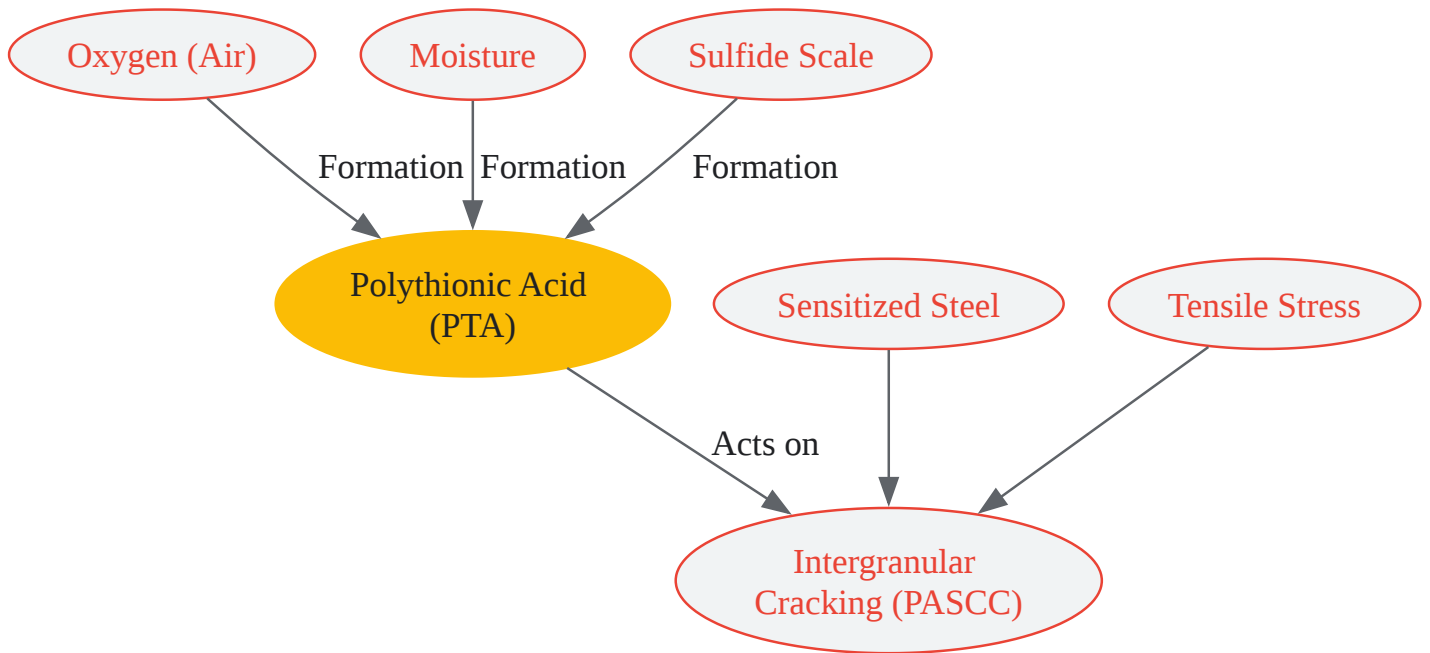 Oxygen (Air)
Moisture
Sulfide Scale
Formation
Formation
Formation
Polythionic Acid
(PTA)
Sensitized Steel
Tensile Stress
Acts on
Intergranular
Cracking (PASCC)